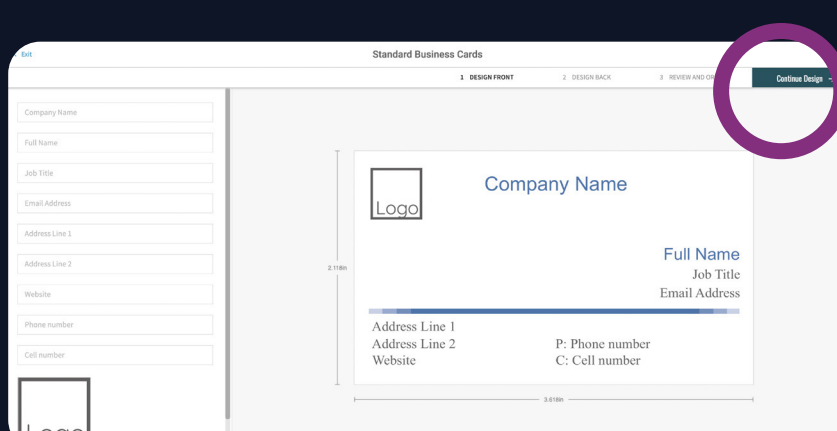 Exit
Standard Business Cards
1 DESIGN FRONT
2 DESIGN BACK
3 REVIEW AND
Continue Design →
Company Name
Full Name
Job Title
Email Address
Address Line 1
Address Line 2
Website
Phone number
Cell number
Logo
Logo
Company Name
Full Name
Job Title
Email Address
Address Line 1
Address Line 2
P: Phone number
Website
C: Cell number
2.118in
3.618in